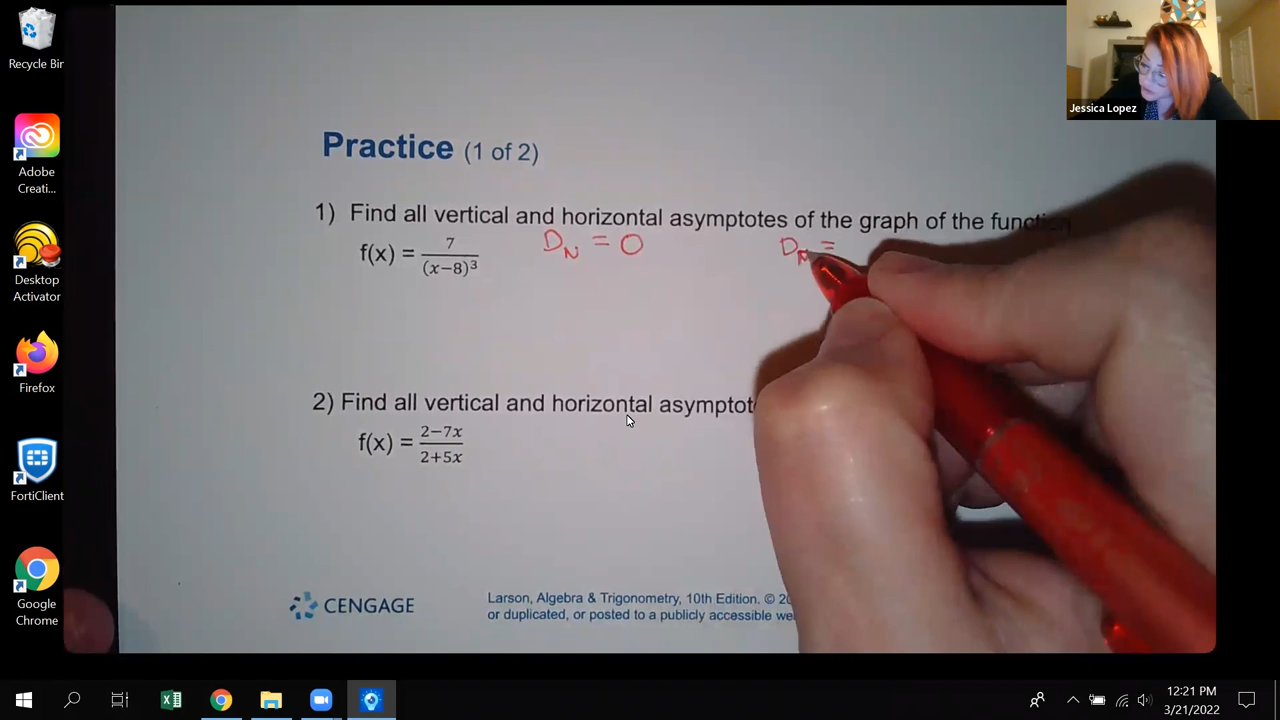 Recycle Bin
Adobe
Creati...
Desktop
Activator
Firefox
FortiClient
Google
Chrome
Jessica Lopez
Practice (1 of 2)
1) Find all vertical and horizontal asymptotes of the graph of the function
f(x) = 7/(x−8)³
D_N = 0
D_N =
2) Find all vertical and horizontal asymptot
f(x) = 2−7x/2+5x
CENGAGE
Larson, Algebra & Trigonometry, 10th Edition. © 20
or duplicated, or posted to a publicly accessible we
12:21 PM
3/21/2022